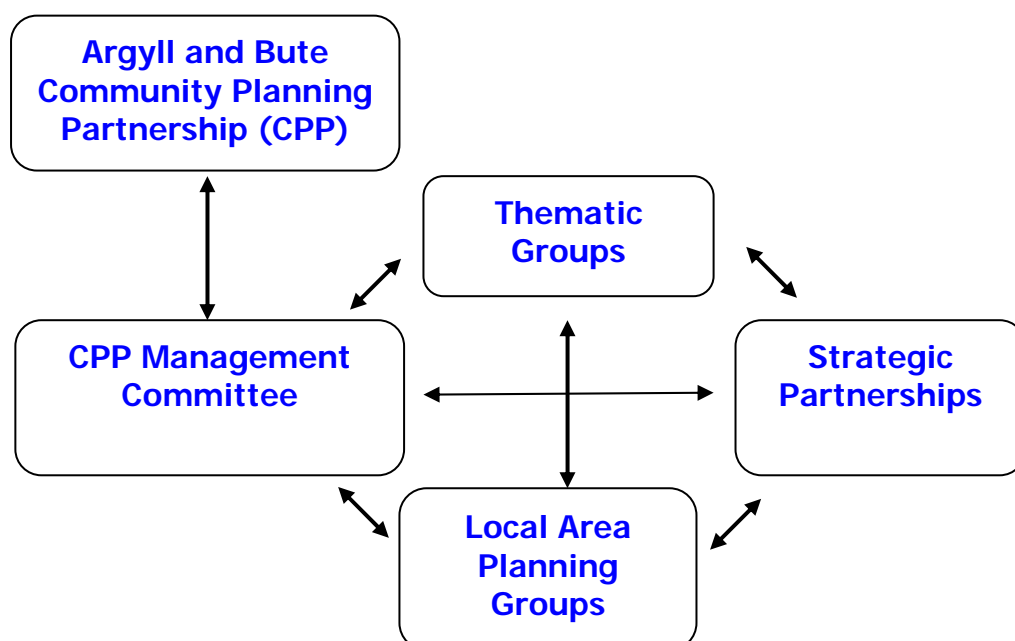 Argyll and Bute
Community Planning
Partnership (CPP)
Thematic
Groups
CPP Management
Committee
Strategic
Partnerships
Local Area
Planning
Groups